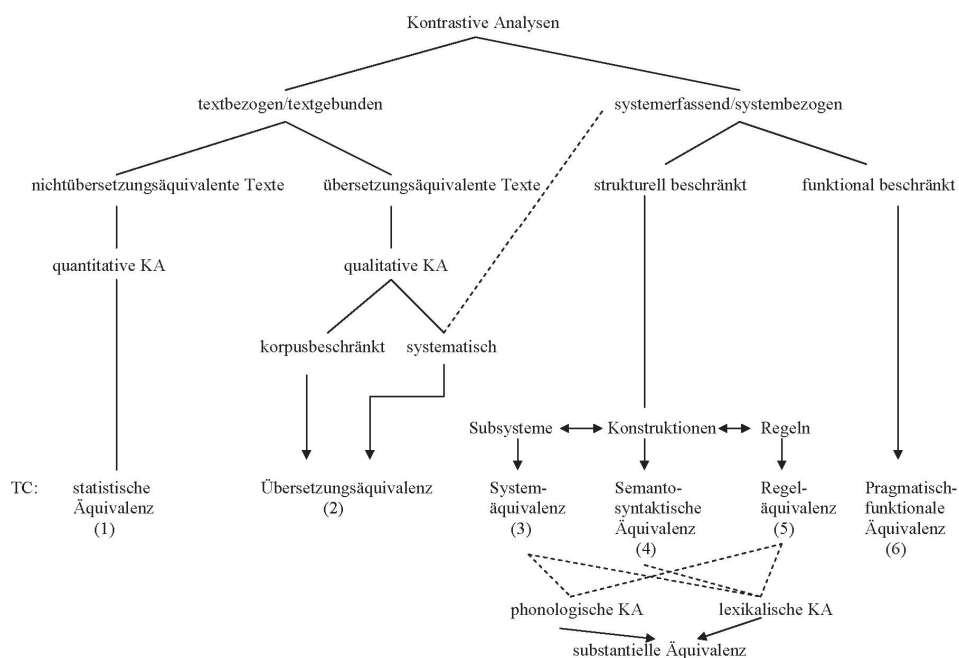 Kontrastive Analysen
textbezogen/textgebunden
systemerfassend/systembezogen
nichtübersetzungsäquivalente Texte
übersetzungsäquivalente Texte
strukturell beschränkt
funktional beschränkt
quantitative KA
qualitative KA
korpusbeschränkt
systematisch
Subsysteme
Konstruktionen
Regeln
TC:
statistische
Äquivalenz
(1)
Übersetzungsäquivalenz
(2)
System-
äquivalenz
(3)
Semanto-
syntaktische
Äquivalenz
(4)
Regel-
äquivalenz
(5)
Pragmatisch-
funktionale
Äquivalenz
(6)
phonologische KA
lexikalische KA
substantielle Äquivalenz